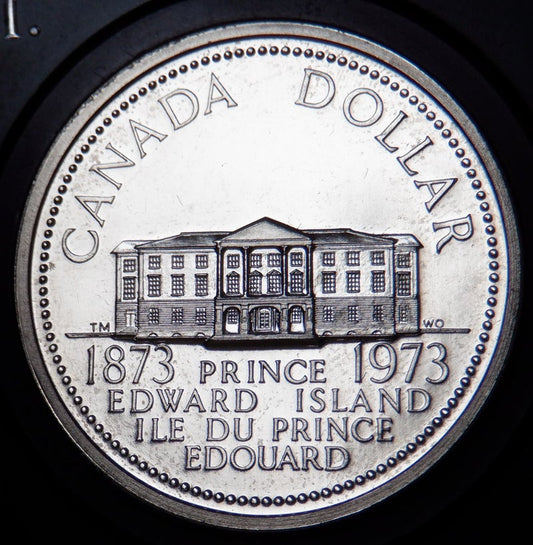 CANADA DOLLAR
TM WO
1873 PRINCE 1973
EDWARD ISLAND
ILE DU PRINCE
EDOUARD